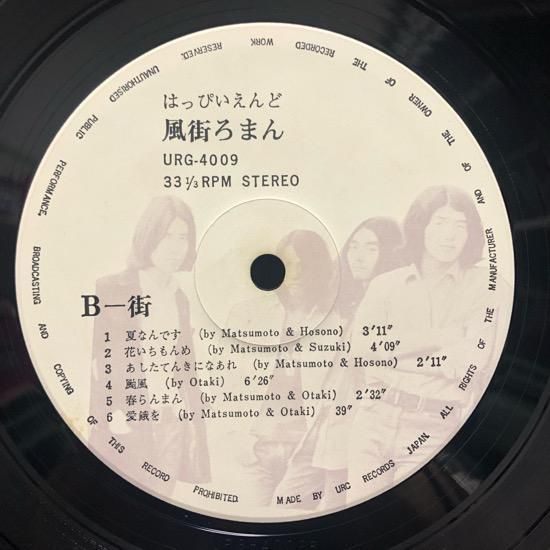 はっぴいえんど
風街ろまん
URG-4009
33 1/3 RPM STEREO
B—街
1 夏なんです (by Matsumoto & Hosono) 3′11″
2 花いちもんめ (by Matsumoto & Suzuki) 4′09″
3 あしたてんきになあれ (by Matsumoto & Hosono) 2′11″
4 颱風 (by Otaki) 6′26″
5 春らんまん (by Matsumoto & Otaki) 2′32″
6 愛餓を (by Matsumoto & Otaki) 39″
MADE BY URC RECORDS JAPAN. ALL RIGHTS OF THE MANUFACTURER AND OF THE OWNER OF THE RECORDED WORK RESERVED. UNAUTHORISED PUBLIC PERFORMANCE, BROADCASTING AND COPYING OF THIS RECORD PROHIBITED.